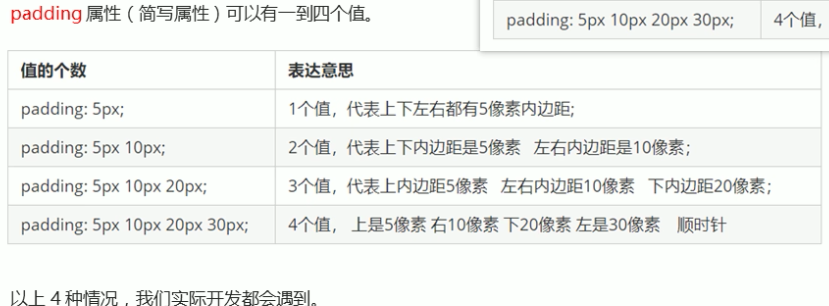 padding 属性（简写属性）可以有一到四个值。
padding: 5px 10px 20px 30px; 4个值，
值的个数 表达意思
padding: 5px; 1个值，代表上下左右都有5像素内边距;
padding: 5px 10px; 2个值，代表上下内边距是5像素 左右内边距是10像素；
padding: 5px 10px 20px; 3个值，代表上内边距5像素 左右内边距10像素 下内边距20像素；
padding: 5px 10px 20px 30px; 4个值， 上是5像素 右10像素 下20像素 左是30像素 顺时针
以上 4 种情况，我们实际开发都会遇到。